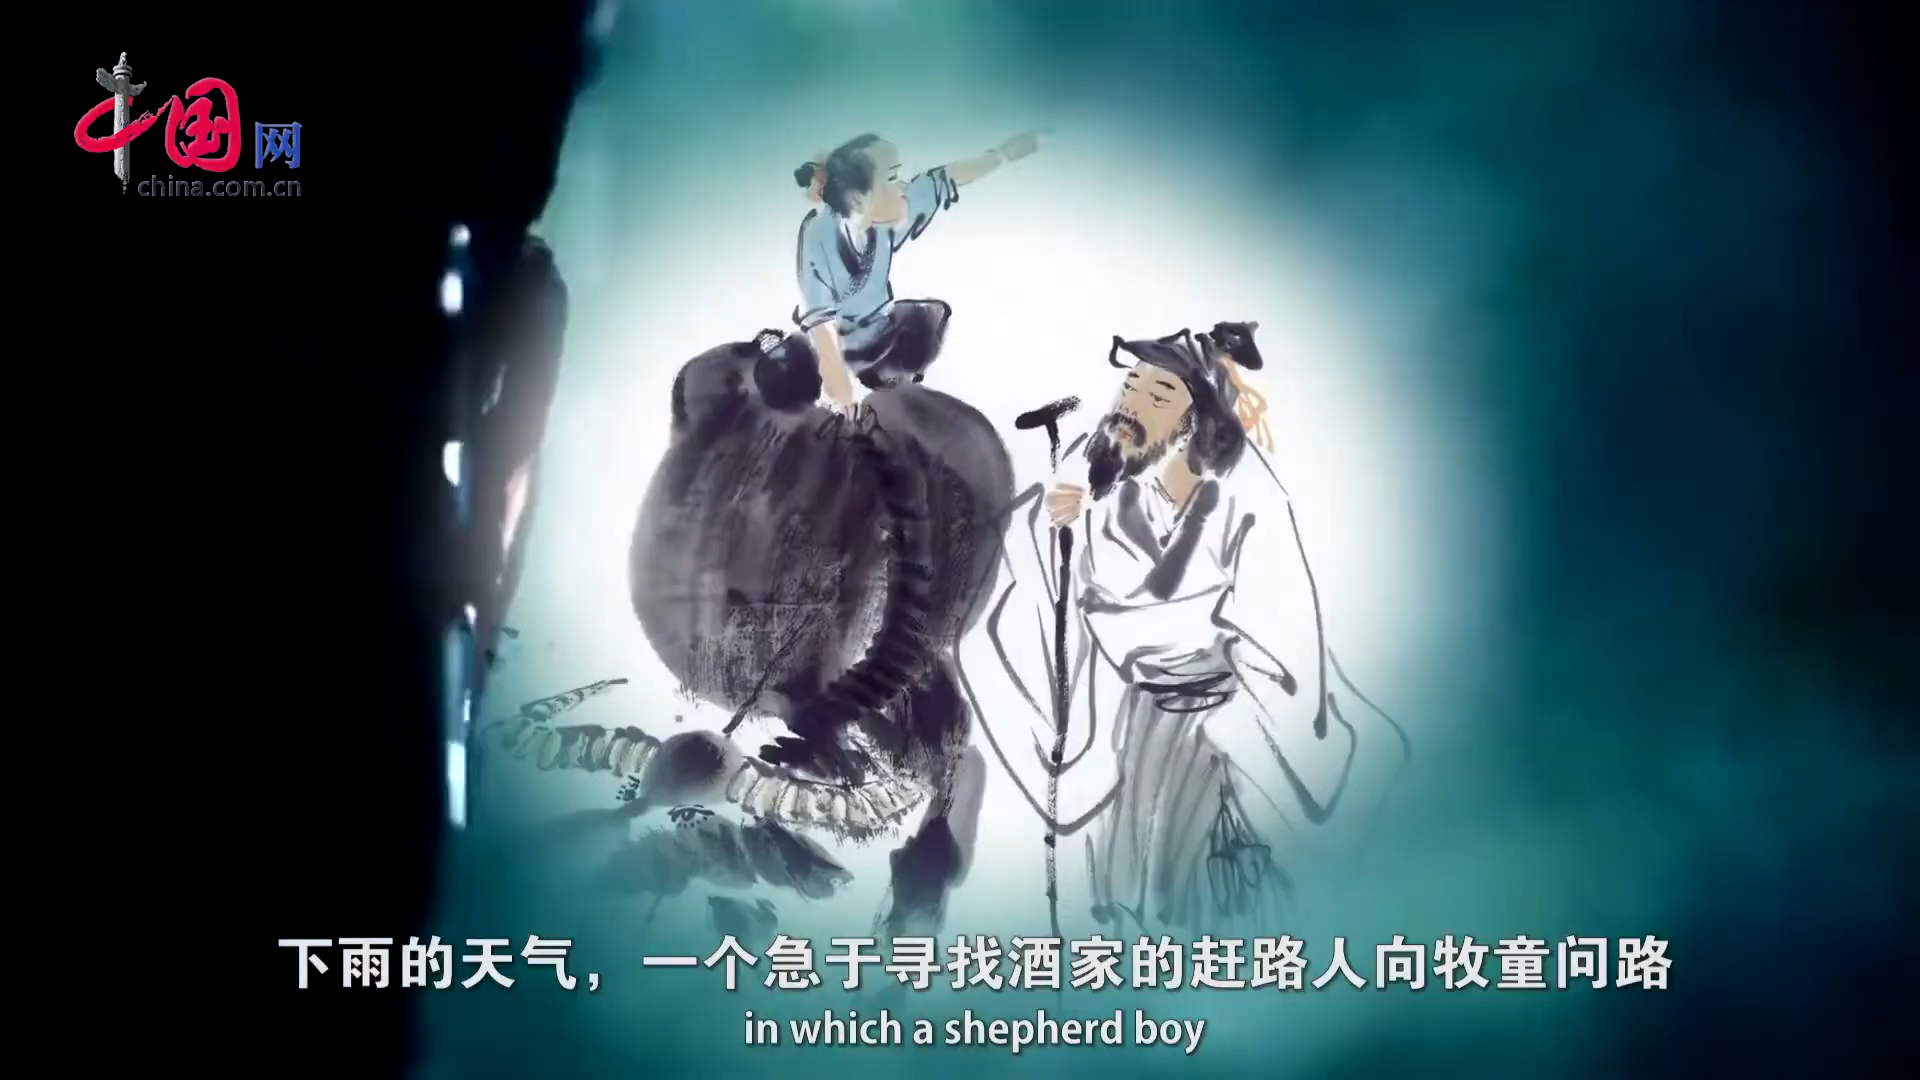 中国网
china.com.cn
下雨的天气，一个急于寻找酒家的赶路人向牧童问路
in which a shepherd boy